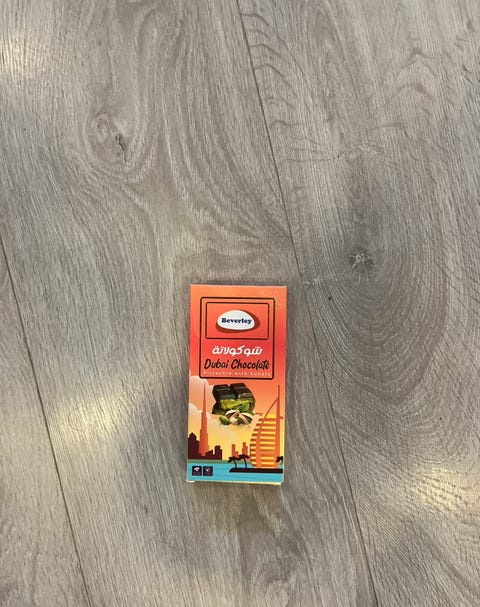 Beverley
شوكولاتة
Dubai Chocolate
Pistachio with Kunafa